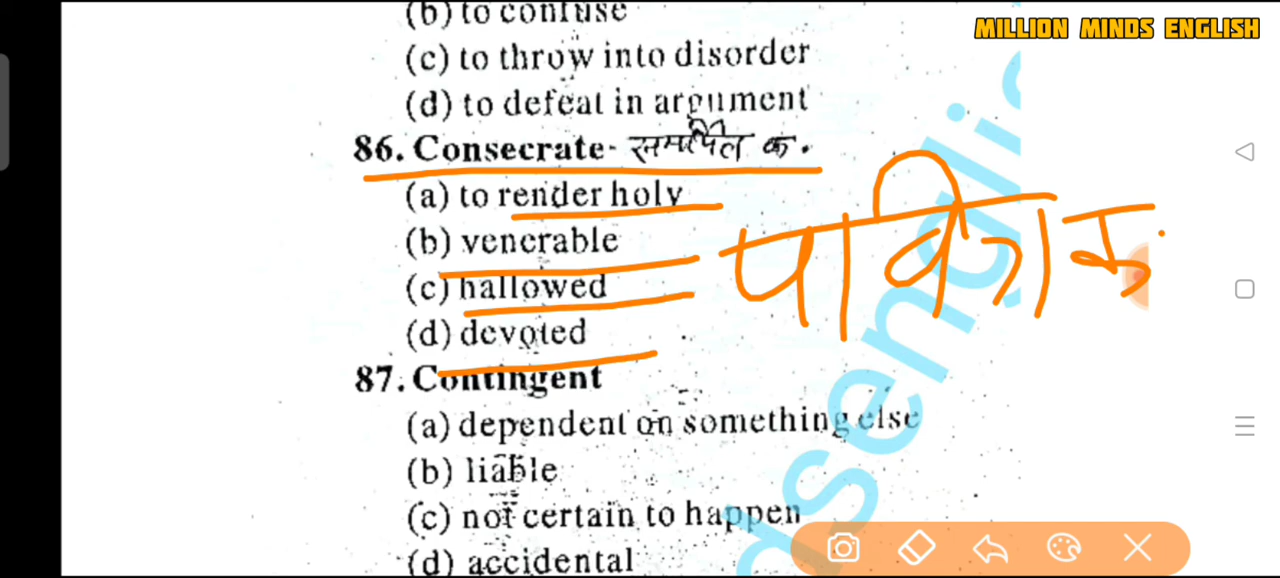 MILLION MINDS ENGLISH
(b) to confuse
(c) to throw into disorder
(d) to defeat in argument
86. Consecrate - समर्पित क.
(a) to render holy
(b) venerable
(c) hallowed
(d) devoted
87. Contingent
(a) dependent on something else
(b) liable
(c) not certain to happen
(d) accidental
dsenglis